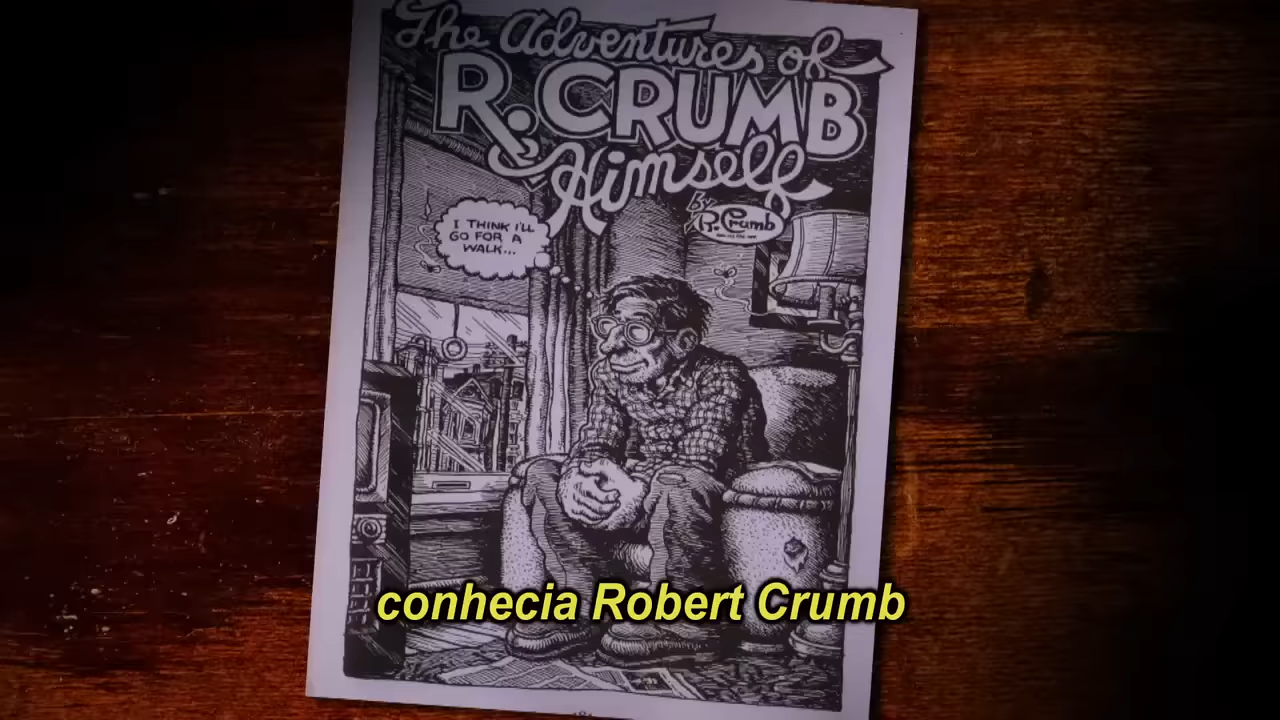 The Adventures of
R. CRUMB
Himself
by
R. Crumb
I THINK I'LL
GO FOR A
WALK...
conhecia Robert Crumb